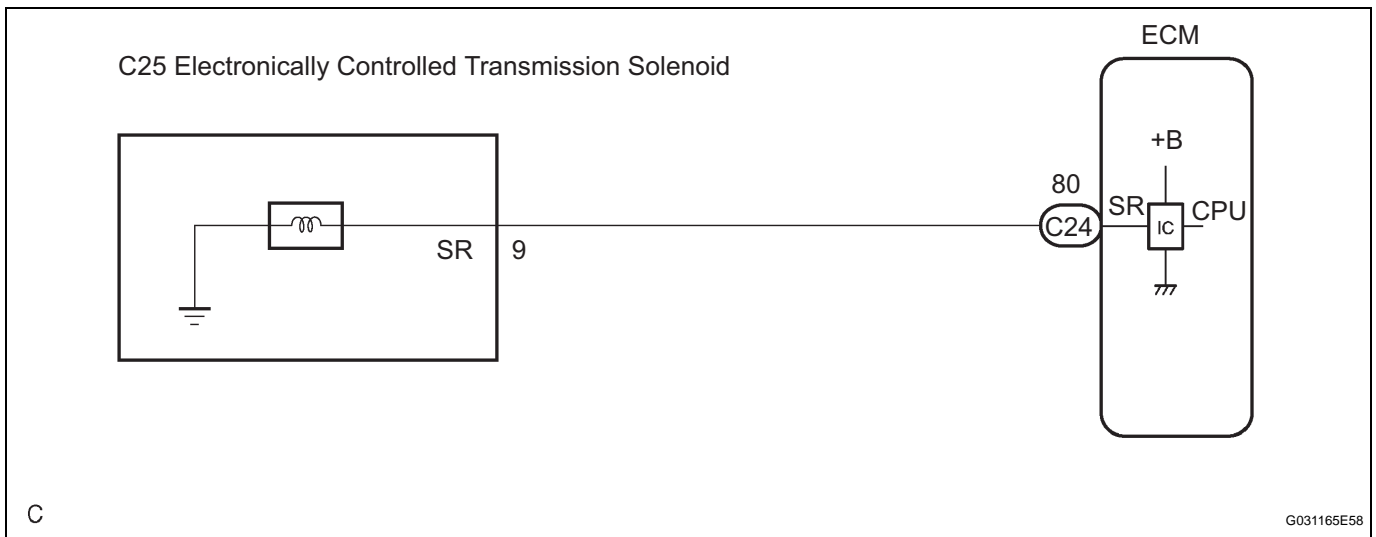 ECM
C25 Electronically Controlled Transmission Solenoid
+B
80
SR
CPU
C24
IC
SR
9
C
G031165E58